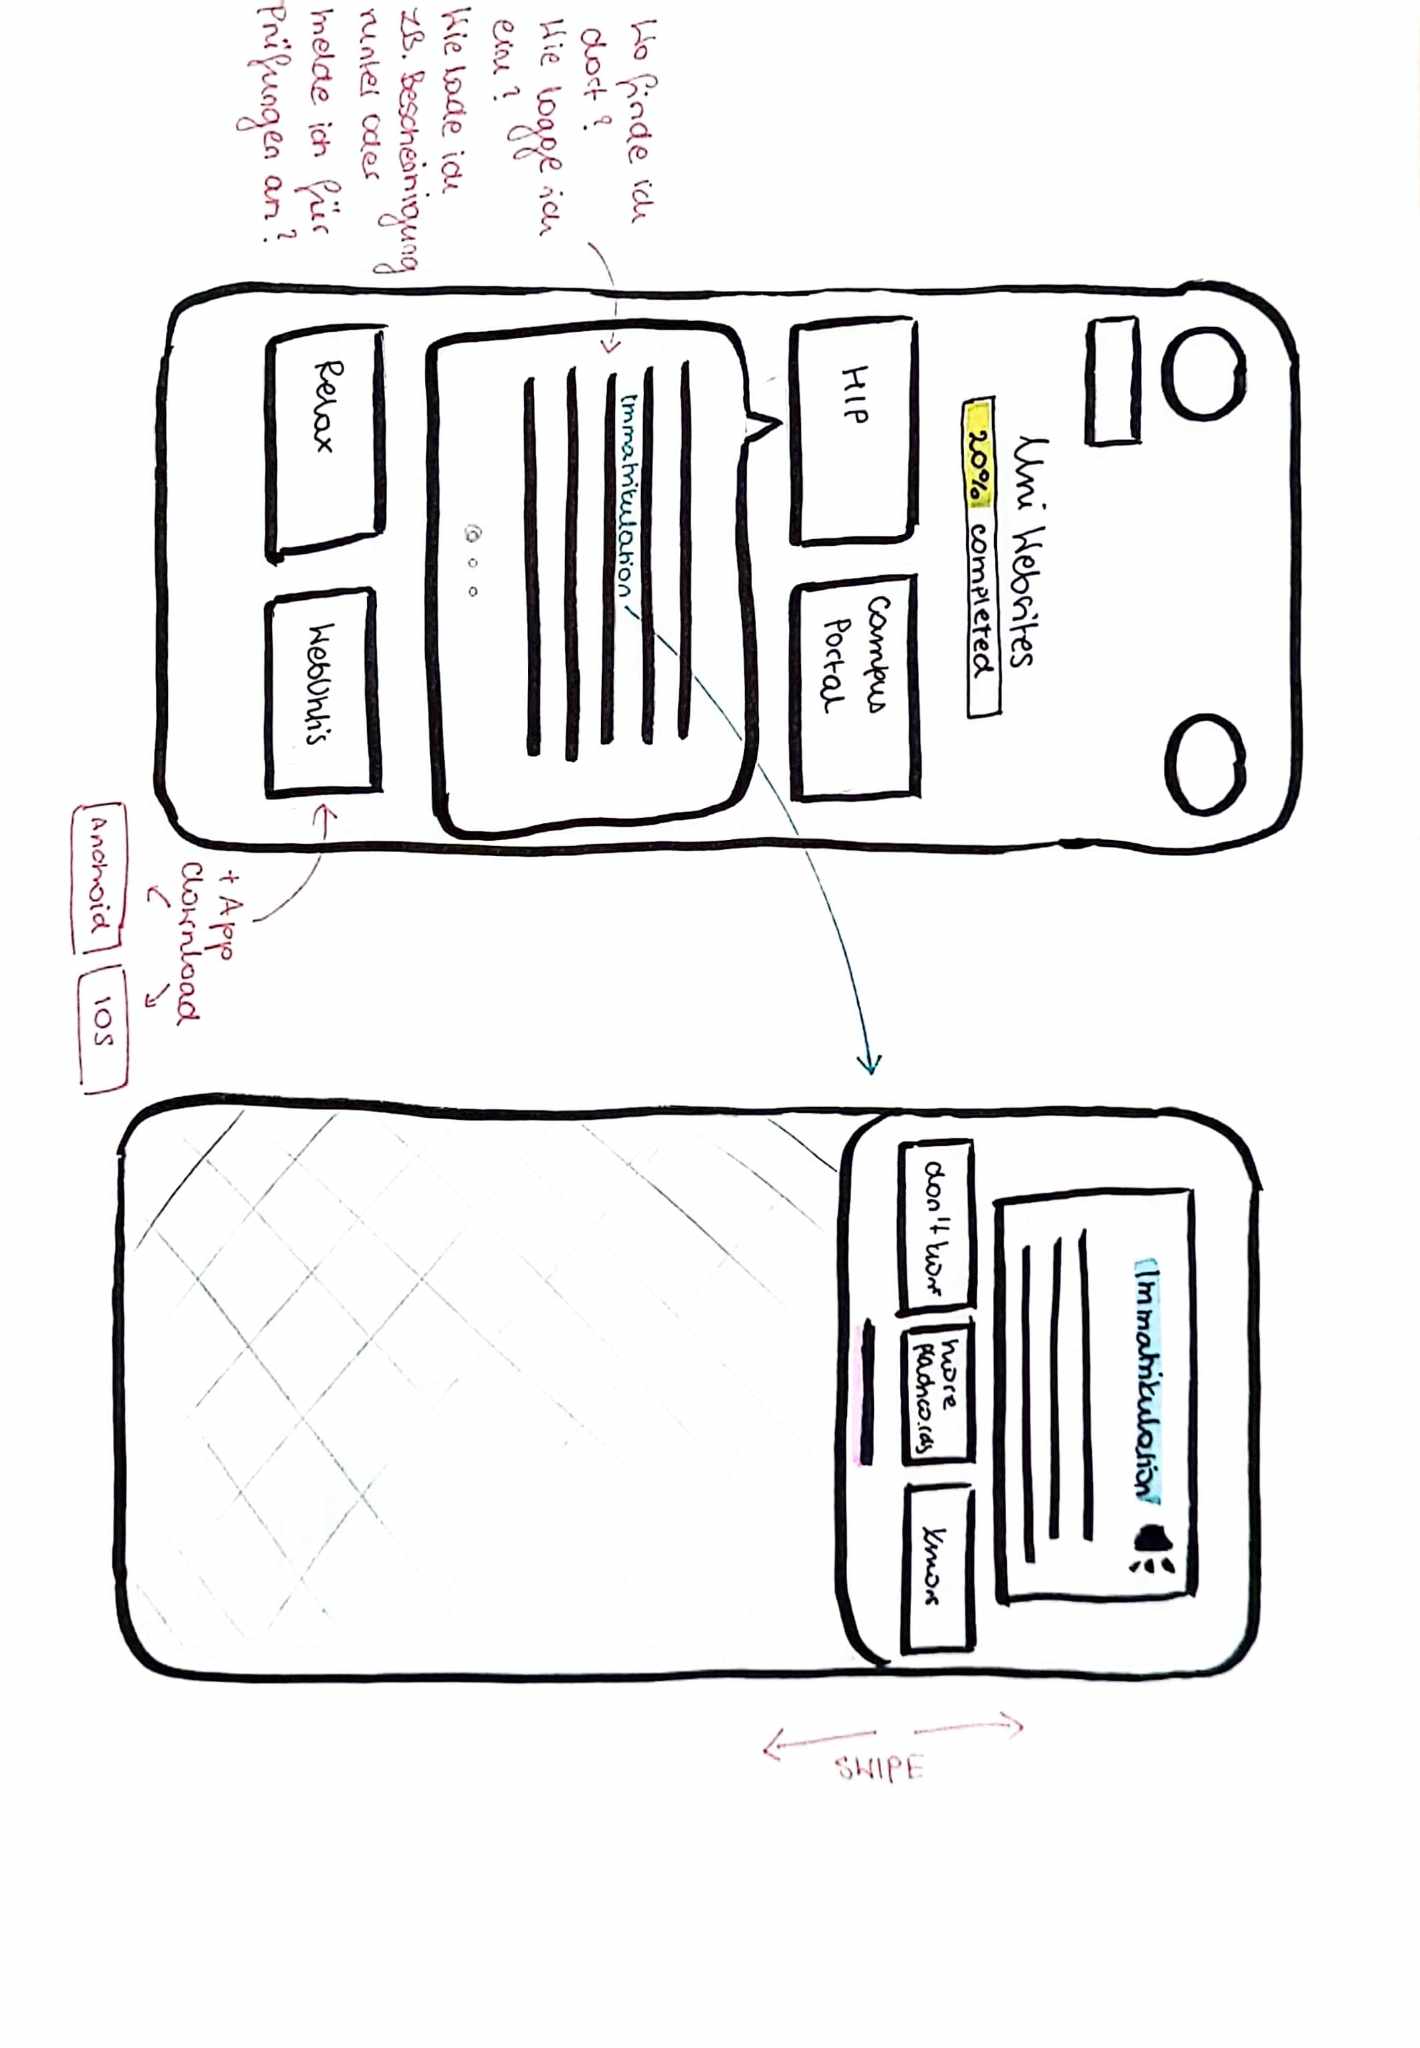 Uni Websites
20% completed
HIP
Campus
Portal
Immatrikulation
Wo finde ich
dort?
Wie logge ich
ein?
Wie lade ich
z.B. Bescheinigung
runter oder
melde ich für
Prüfungen an?
Relax
WebUntis
+ App
download
Android
IOS
Immatrikulation
don't know
more
flashcards
know
SWIPE